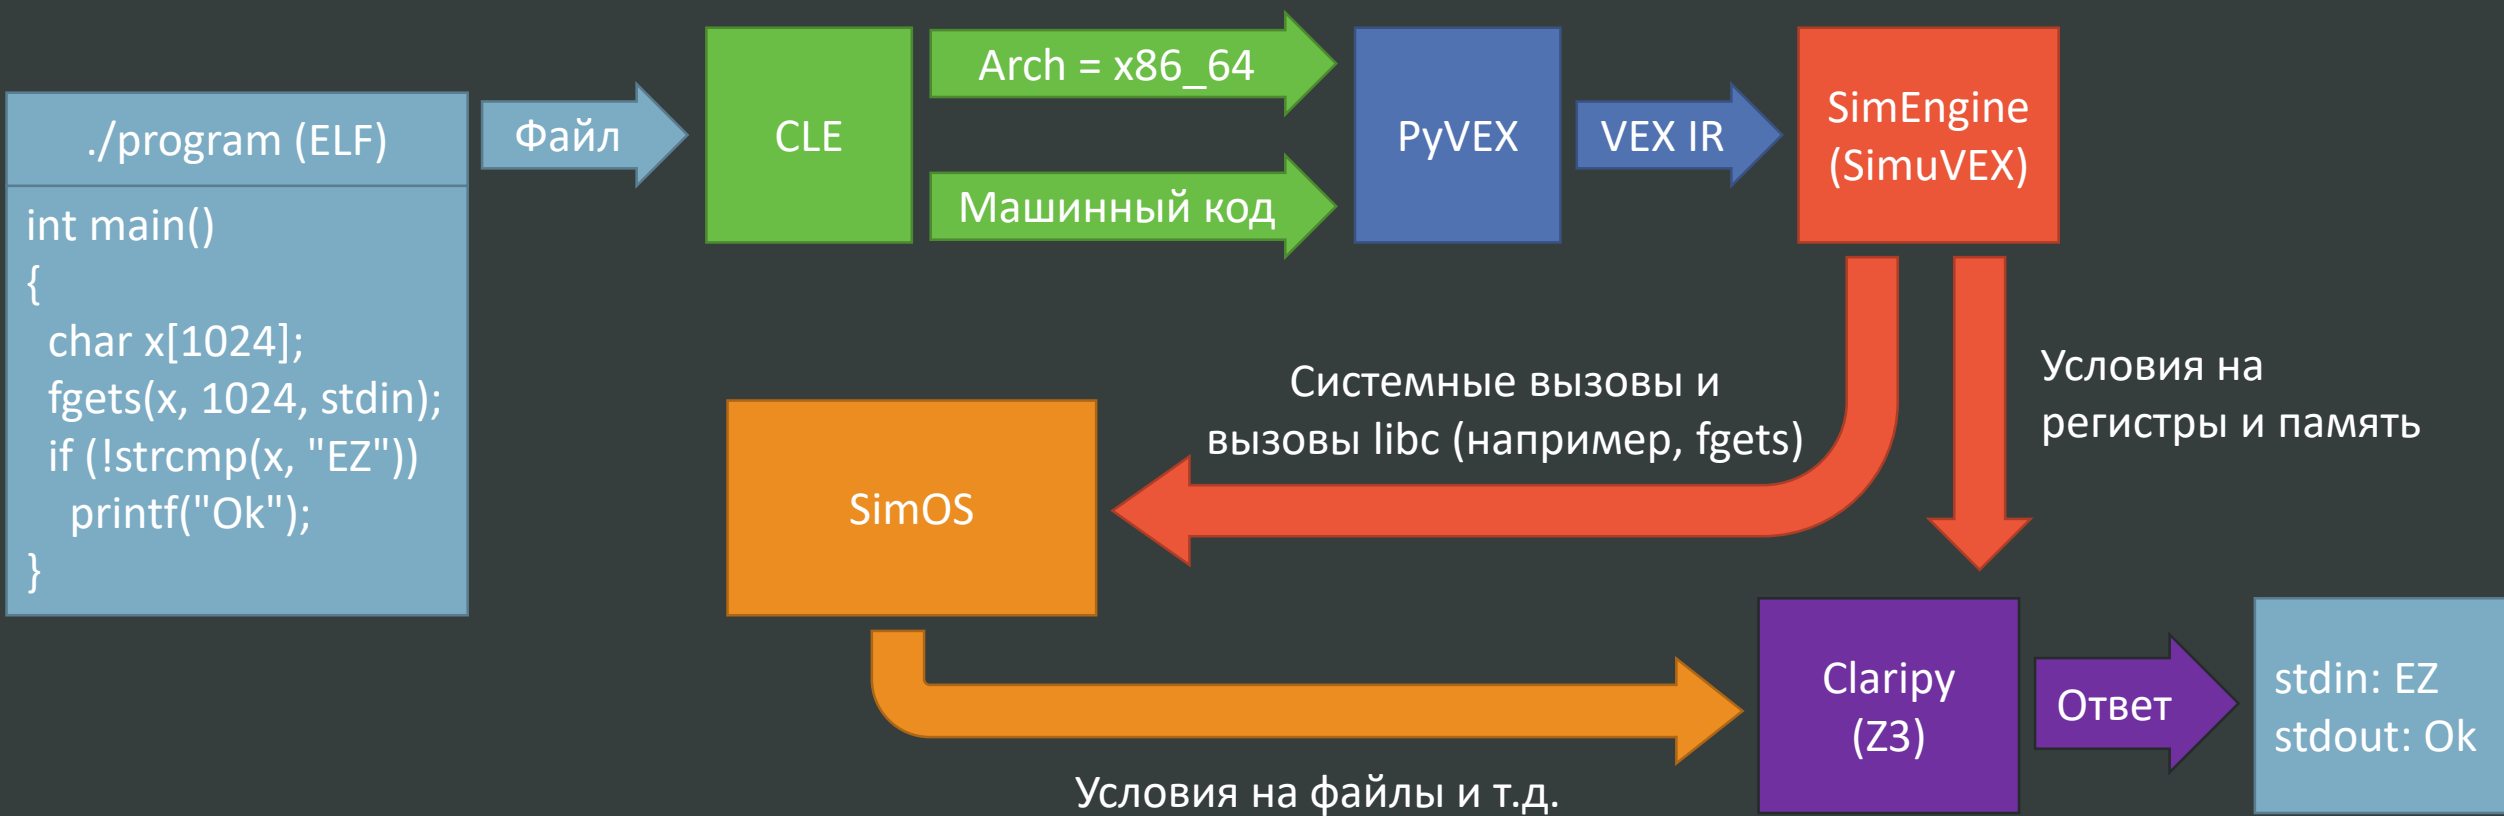 ./program (ELF)
int main()
{
char x[1024];
fgets(x, 1024, stdin);
if (!strcmp(x, "EZ"))
printf("Ok");
}
Файл
CLE
Arch = x86_64
Машинный код
PyVEX
VEX IR
SimEngine
(SimuVEX)
Системные вызовы и
вызовы libc (например, fgets)
Условия на
регистры и память
SimOS
Условия на файлы и т.д.
Claripy
(Z3)
Ответ
stdin: EZ
stdout: Ok